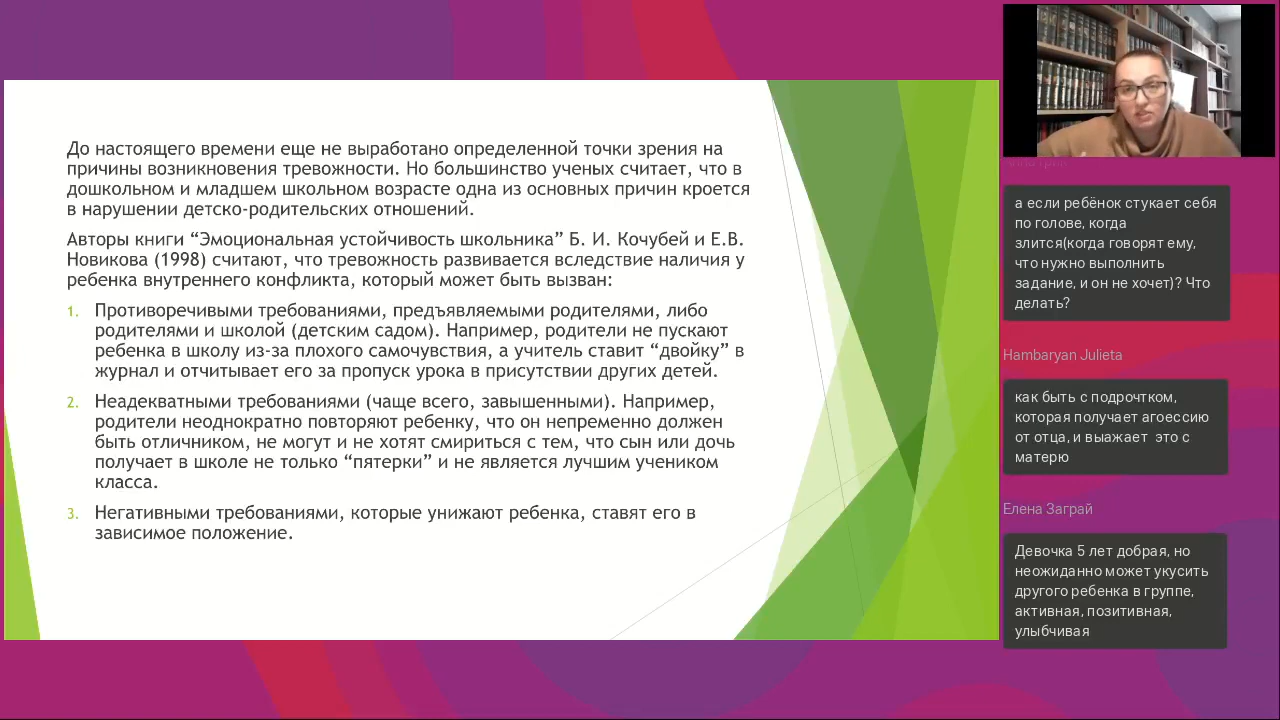 До настоящего времени еще не выработано определенной точки зрения на
причины возникновения тревожности. Но большинство ученых считает, что в
дошкольном и младшем школьном возрасте одна из основных причин кроется
в нарушении детско-родительских отношений.
Авторы книги “Эмоциональная устойчивость школьника” Б. И. Кочубей и Е.В.
Новикова (1998) считают, что тревожность развивается вследствие наличия у
ребенка внутреннего конфликта, который может быть вызван:
1. Противоречивыми требованиями, предъявляемыми родителями, либо
родителями и школой (детским садом). Например, родители не пускают
ребенка в школу из-за плохого самочувствия, а учитель ставит “двойку” в
журнал и отчитывает его за пропуск урока в присутствии других детей.
2. Неадекватными требованиями (чаще всего, завышенными). Например,
родители неоднократно повторяют ребенку, что он непременно должен
быть отличником, не могут и не хотят смириться с тем, что сын или дочь
получает в школе не только “пятерки” и не является лучшим учеником
класса.
3. Негативными требованиями, которые унижают ребенка, ставят его в
зависимое положение.
а если ребёнок стукает себя
по голове, когда
злится(когда говорят ему,
что нужно выполнить
задание, и он не хочет)? Что
делать?
Hambaryan Julieta
как быть с подрочтком,
которая получает агоессию
от отца, и выажает это с
матерю
Елена Заграй
Девочка 5 лет добрая, но
неожиданно может укусить
другого ребенка в группе,
активная, позитивная,
улыбчивая